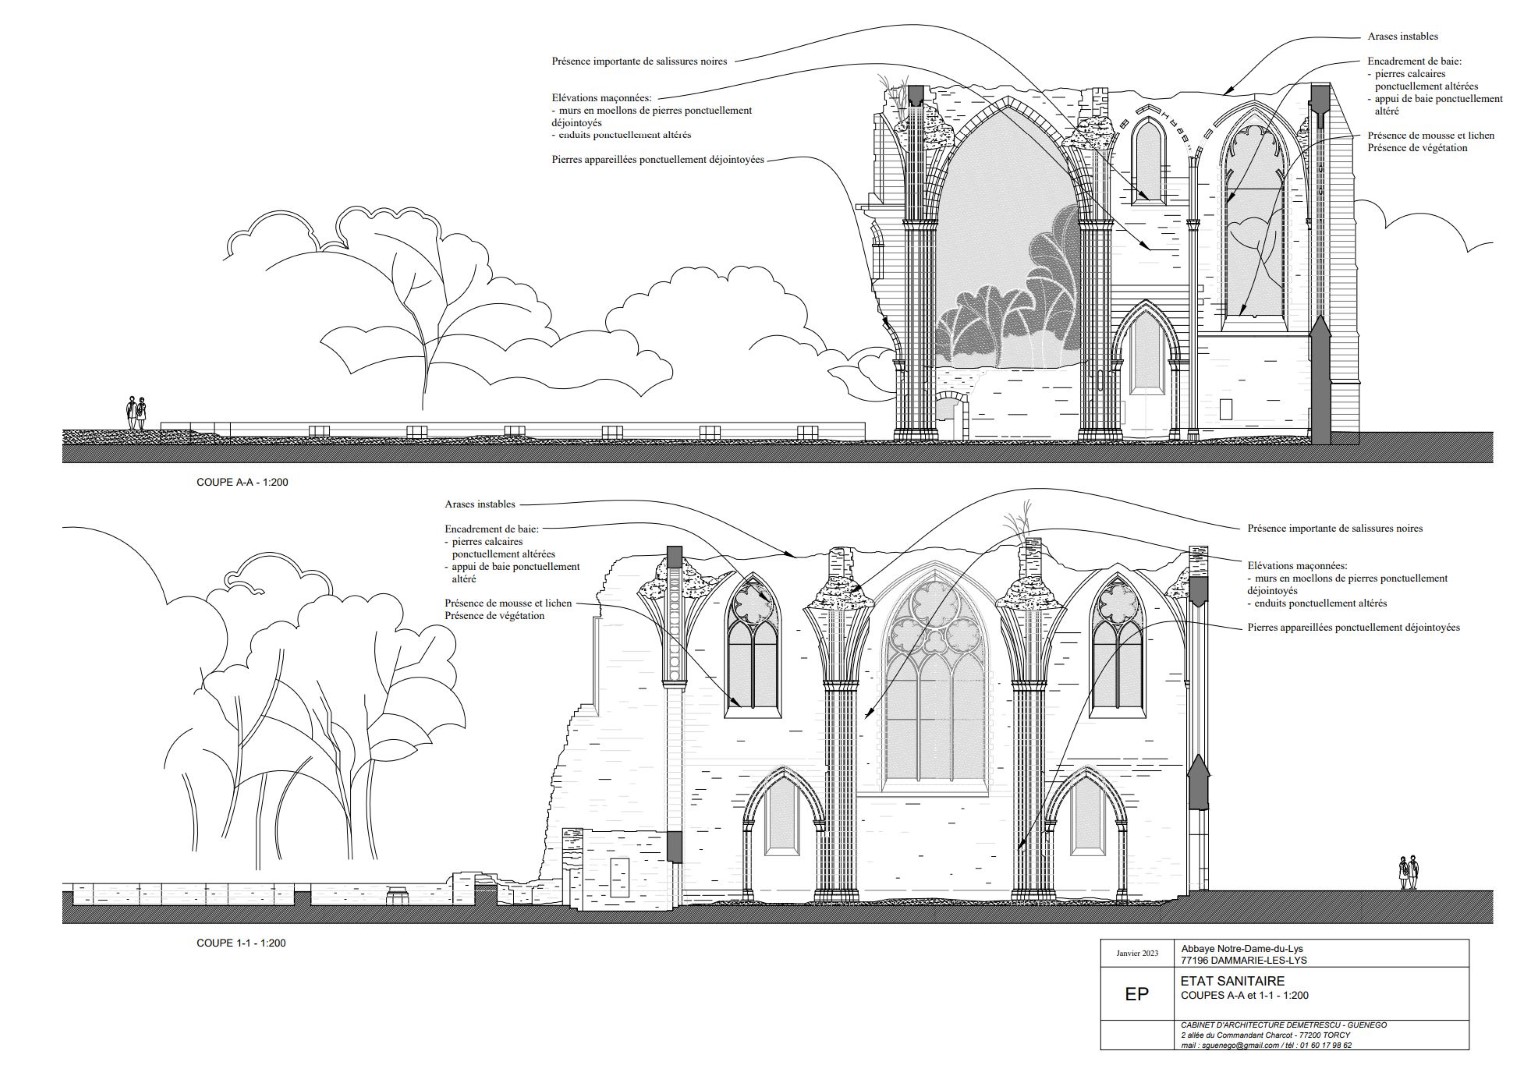 Présence importante de salissures noires
Elévations maçonnées:
- murs en moellons de pierres ponctuellement
déjointoyés
- enduits ponctuellement altérés
Pierres appareillées ponctuellement déjointoyées
Arases instables
Encadrement de baie:
- pierres calcaires
ponctuellement altérées
- appui de baie ponctuellement
altéré
Présence de mousse et lichen
Présence de végétation
COUPE A-A - 1:200
Arases instables
Encadrement de baie:
- pierres calcaires
ponctuellement altérées
- appui de baie ponctuellement
altéré
Présence de mousse et lichen
Présence de végétation
Présence importante de salissures noires
Elévations maçonnées:
- murs en moellons de pierres ponctuellement
déjointoyés
- enduits ponctuellement altérés
Pierres appareillées ponctuellement déjointoyées
COUPE 1-1 - 1:200
Janvier 2023
Abbaye Notre-Dame-du-Lys
77196 DAMMARIE-LES-LYS
EP
ETAT SANITAIRE
COUPES A-A et 1-1 - 1:200
CABINET D'ARCHITECTURE DEMETRESCU - GUENEGO
2 allée du Commandant Charcot - 77200 TORCY
mail : sguenego@gmail.com / tél : 01 60 17 98 62